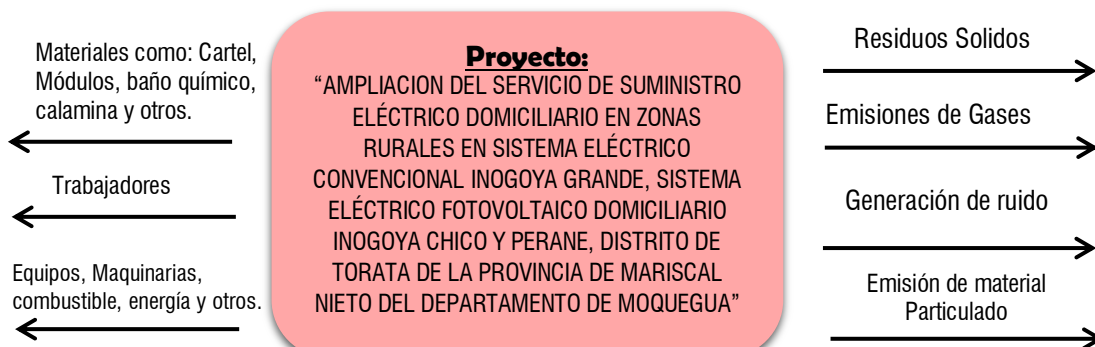 Materiales como: Cartel,
Módulos, baño químico,
calamina y otros.
Trabajadores
Equipos, Maquinarias,
combustible, energía y otros.
Proyecto:
“AMPLIACION DEL SERVICIO DE SUMINISTRO
ELÉCTRICO DOMICILIARIO EN ZONAS
RURALES EN SISTEMA ELÉCTRICO
CONVENCIONAL INOGOYA GRANDE, SISTEMA
ELÉCTRICO FOTOVOLTAICO DOMICILIARIO
INOGOYA CHICO Y PERANE, DISTRITO DE
TORATA DE LA PROVINCIA DE MARISCAL
NIETO DEL DEPARTAMENTO DE MOQUEGUA”
Residuos Solidos
Emisiones de Gases
Generación de ruido
Emisión de material
Particulado